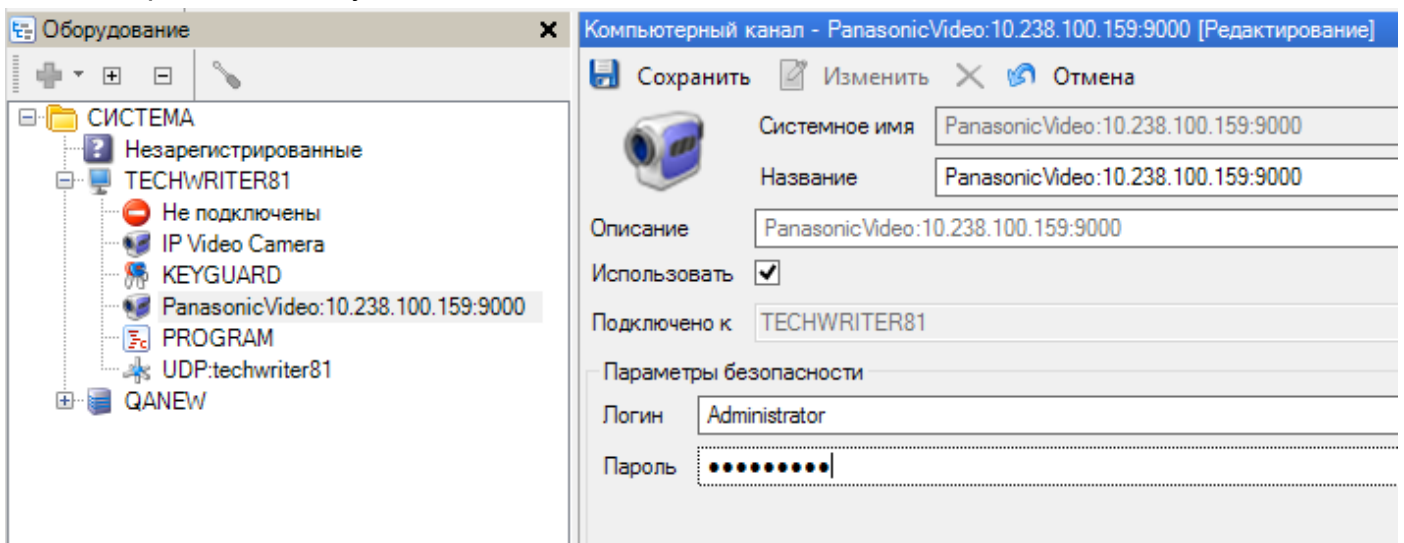 Оборудование
СИСТЕМА
Незарегистрированные
TECHWRITER81
Не подключены
IP Video Camera
KEYGUARD
PanasonicVideo:10.238.100.159:9000
PROGRAM
UDP:techwriter81
QANEW
Компьютерный канал - PanasonicVideo:10.238.100.159:9000 [Редактирование]
Сохранить Изменить Отмена
Системное имя PanasonicVideo:10.238.100.159:9000
Название PanasonicVideo:10.238.100.159:9000
Описание PanasonicVideo:10.238.100.159:9000
Использовать
Подключено к TECHWRITER81
Параметры безопасности
Логин Administrator
Пароль ●●●●●●●●●